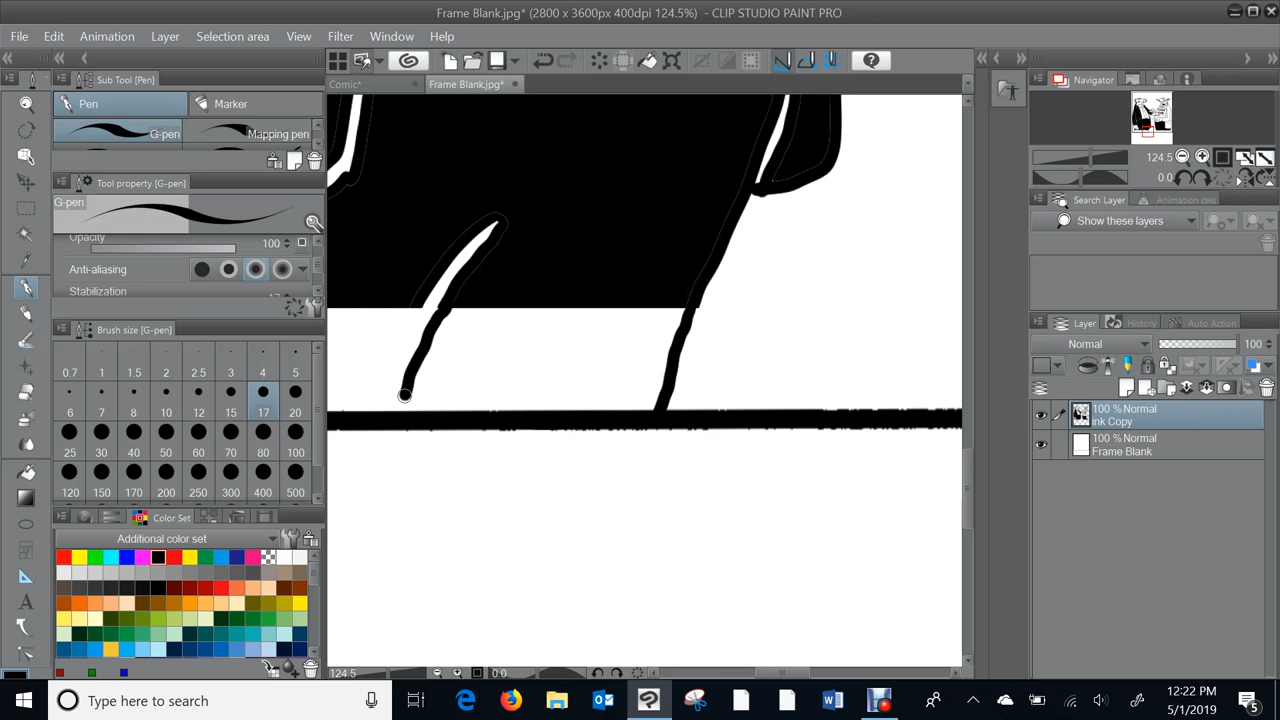 Frame Blank.jpg* (2800 x 3600px 400dpi 124.5%) - CLIP STUDIO PAINT PRO
File Edit Animation Layer Selection area View Filter Window Help
Sub Tool [Pen]
Comic* Frame Blank.jpg*
Navigator
Pen Marker
G-pen Mapping pen
124.5
Tool property [G-pen]
0.0
G-pen
Search Layer Animation cels
Show these layers
Opacity 100
Anti-aliasing
Stabilization
Brush size [G-pen]
Layer History Auto Action
0.7 1 1.5 2 2.5 3 4 5
Normal 100
6 7 8 10 12 15 17 20
100 % Normal
ink Copy
25 30 40 50 60 70 80 100
100 % Normal
Frame Blank
120 150 170 200 250 300 400 500
Color Set
Additional color set
124.5 0.0
Type here to search
12:22 PM
5/1/2019
5